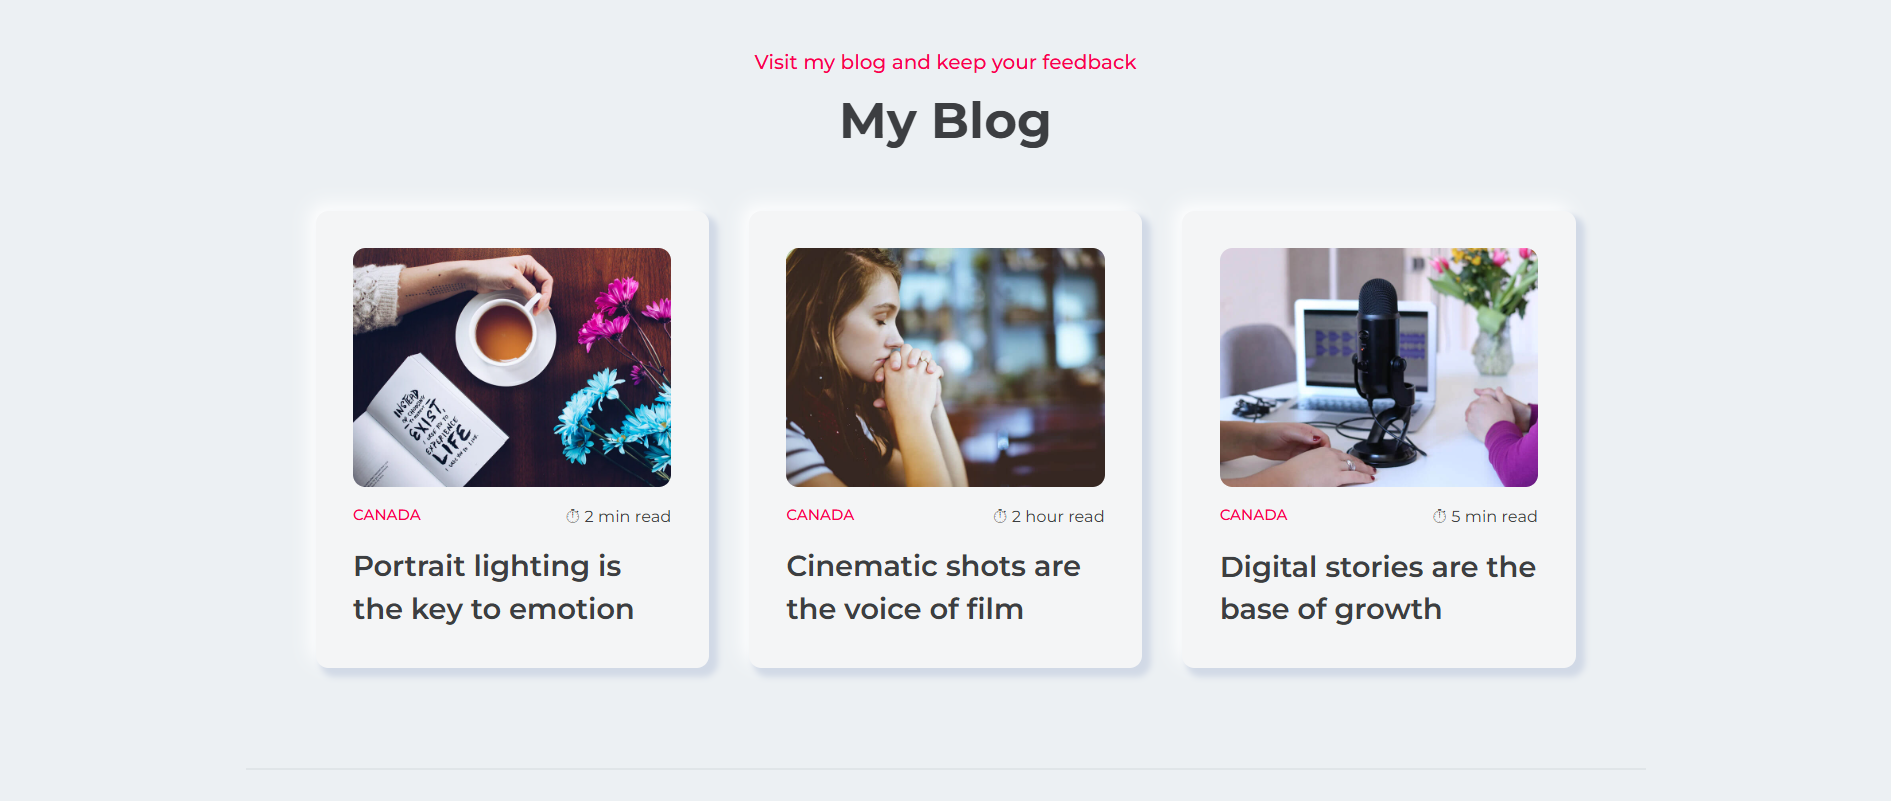 Visit my blog and keep your feedback
My Blog
INSTEAD
EXIST,
EXPERIENCE
LIFE
CANADA
2 min read
Portrait lighting is
the key to emotion
CANADA
2 hour read
Cinematic shots are
the voice of film
CANADA
5 min read
Digital stories are the
base of growth